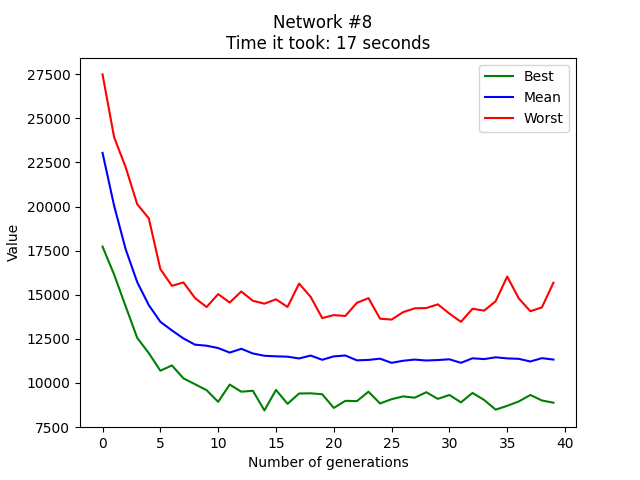 Network #8
Time it took: 17 seconds
Best
Mean
Worst
Value
27500
25000
22500
20000
17500
15000
12500
10000
7500
0 5 10 15 20 25 30 35 40
Number of generations